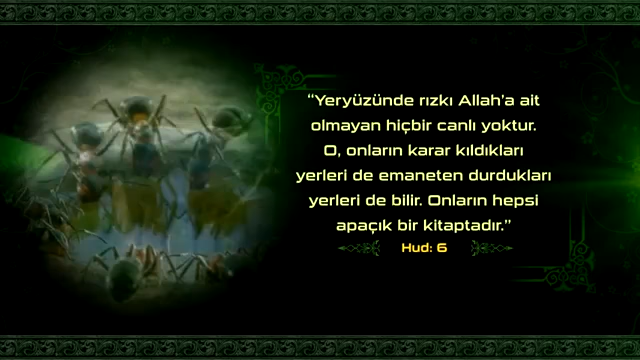 “Yeryüzünde rızkı Allah’a ait
olmayan hiçbir canlı yoktur.
O, onların karar kıldıkları
yerleri de emaneten durdukları
yerleri de bilir. Onların hepsi
apaçık bir kitaptadır.”
Hud: 6